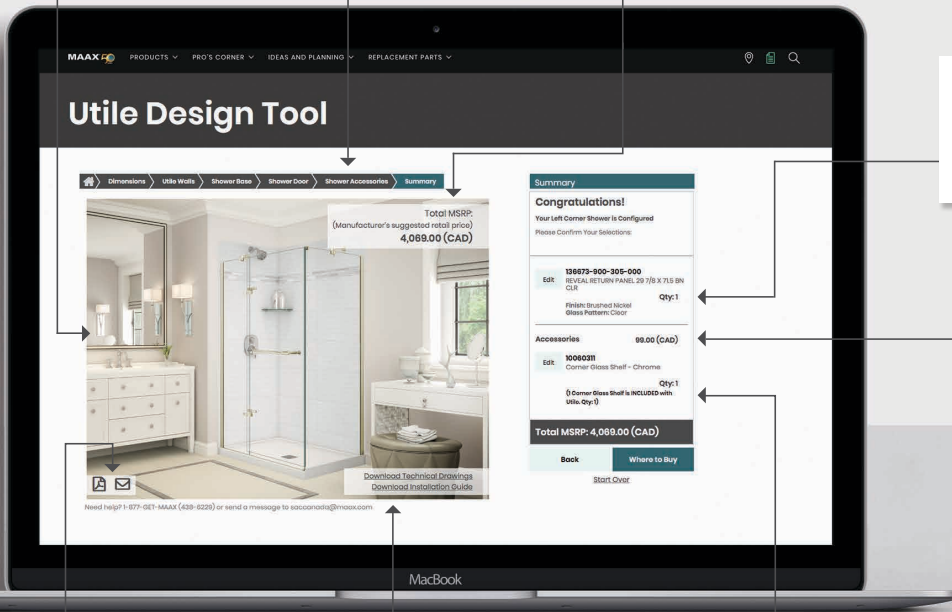 MAAX
PRODUCTS
PRO'S CORNER
IDEAS AND PLANNING
REPLACEMENT PARTS
Utile Design Tool
Dimensions
Utile Walls
Shower Base
Shower Door
Shower Accessories
Summary
Total MSRP:
(Manufacturer's suggested retail price)
4,069.00 (CAD)
Download Technical Drawings
Download Installation Guide
Need help? 1-877-GET-MAAX (438-6229) or send a message to saccanada@maax.com
Summary
Congratulations!
Your Left Corner Shower is Configured
Please Confirm Your Selections:
Edit
136673-900-305-000
REVEAL RETURN PANEL 29 7/8 X 71.5 BN
CLR
Qty: 1
Finish: Brushed Nickel
Glass Pattern: Clear
Accessories 99.00 (CAD)
Edit
10060311
Corner Glass Shelf - Chrome
Qty: 1
(1 Corner Glass Shelf is INCLUDED with
Utile. Qty: 1)
Total MSRP: 4,069.00 (CAD)
Back
Where to Buy
Start Over
MacBook